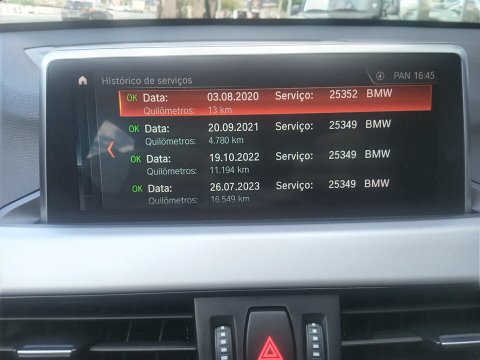 Histórico de serviços PAN 16:45
OK Data: 03.08.2020 Serviço: 25352 BMW
Quilômetros: 13 km
OK Data: 20.09.2021 Serviço: 25349 BMW
Quilômetros: 4.780 km
OK Data: 19.10.2022 Serviço: 25349 BMW
Quilômetros: 11.194 km
OK Data: 26.07.2023 Serviço: 25349 BMW
Quilômetros: 16.549 km